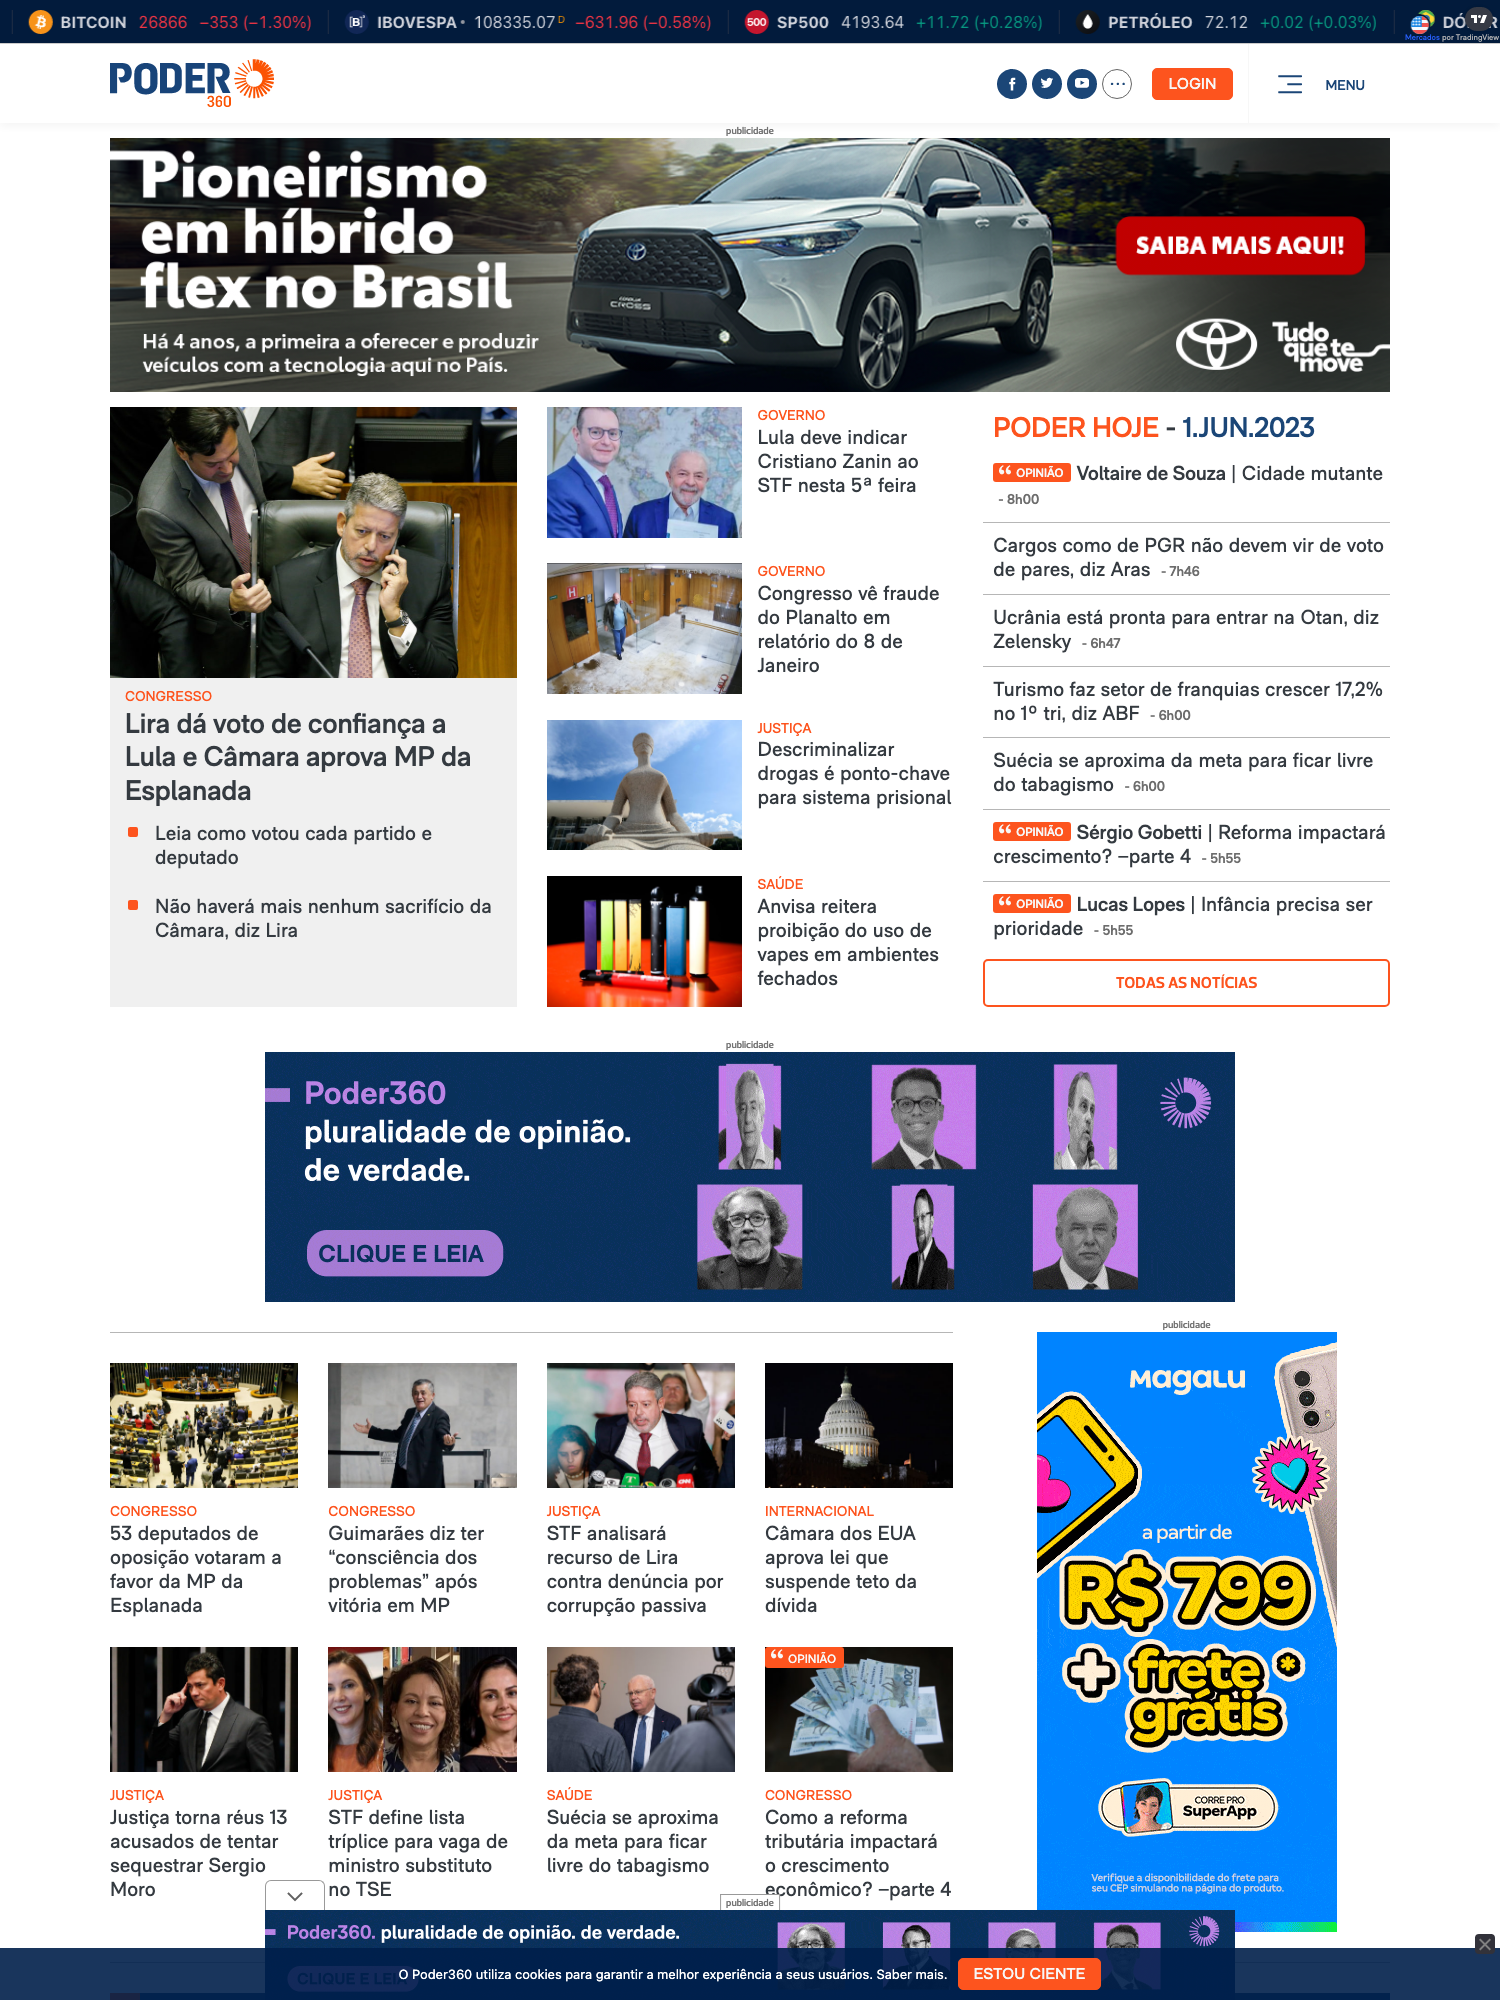 BITCOIN 26866 −353 (−1.30%)
IBOVESPA 108335.07 D −631.96 (−0.58%)
500 SP500 4193.64 +11.72 (+0.28%)
PETRÓLEO 72.12 +0.02 (+0.03%)
Mercados por TradingView
PODER
360
LOGIN
MENU
publicidade
Pioneirismo
em híbrido
flex no Brasil
Há 4 anos, a primeira a oferecer e produzir
veículos com a tecnologia aqui no País.
COROLLA CROSS
SAIBA MAIS AQUI!
Tudo
que te
move
CONGRESSO
Lira dá voto de confiança a
Lula e Câmara aprova MP da
Esplanada
Leia como votou cada partido e
deputado
Não haverá mais nenhum sacrifício da
Câmara, diz Lira
GOVERNO
Lula deve indicar
Cristiano Zanin ao
STF nesta 5ª feira
GOVERNO
Congresso vê fraude
do Planalto em
relatório do 8 de
Janeiro
JUSTIÇA
Descriminalizar
drogas é ponto-chave
para sistema prisional
SAÚDE
Anvisa reitera
proibição do uso de
vapes em ambientes
fechados
PODER HOJE - 1.JUN.2023
“ OPINIÃO Voltaire de Souza | Cidade mutante
- 8h00
Cargos como de PGR não devem vir de voto
de pares, diz Aras - 7h46
Ucrânia está pronta para entrar na Otan, diz
Zelensky - 6h47
Turismo faz setor de franquias crescer 17,2%
no 1º tri, diz ABF - 6h00
Suécia se aproxima da meta para ficar livre
do tabagismo - 6h00
“ OPINIÃO Sérgio Gobetti | Reforma impactará
crescimento? –parte 4 - 5h55
“ OPINIÃO Lucas Lopes | Infância precisa ser
prioridade - 5h55
TODAS AS NOTÍCIAS
publicidade
Poder360
pluralidade de opinião.
de verdade.
CLIQUE E LEIA
CONGRESSO
53 deputados de
oposição votaram a
favor da MP da
Esplanada
CONGRESSO
Guimarães diz ter
“consciência dos
problemas” após
vitória em MP
JUSTIÇA
STF analisará
recurso de Lira
contra denúncia por
corrupção passiva
INTERNACIONAL
Câmara dos EUA
aprova lei que
suspende teto da
dívida
JUSTIÇA
Justiça torna réus 13
acusados de tentar
sequestrar Sergio
Moro
JUSTIÇA
STF define lista
tríplice para vaga de
ministro substituto
no TSE
SAÚDE
Suécia se aproxima
da meta para ficar
livre do tabagismo
“ OPINIÃO
CONGRESSO
Como a reforma
tributária impactará
o crescimento
econômico? –parte 4
publicidade
MAGALU
a partir de
R$ 799
+ frete *
grátis
CORRE PRO
SuperApp
Verifique a disponibilidade do frete para
seu CEP simulando na página do produto.
publicidade
Poder360. pluralidade de opinião. de verdade.
CLIQUE E LEIA
O Poder360 utiliza cookies para garantir a melhor experiência a seus usuários. Saber mais.
ESTOU CIENTE